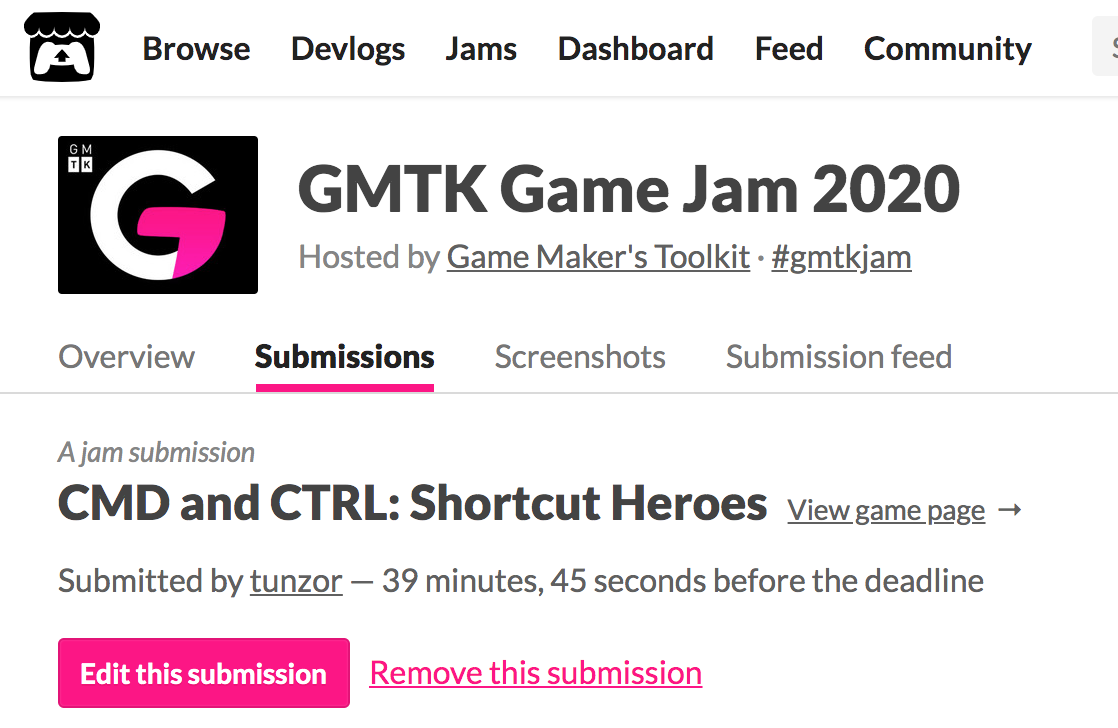 Browse Devlogs Jams Dashboard Feed Community
G M
T K
GMTK Game Jam 2020
Hosted by Game Maker's Toolkit · #gmtkjam
Overview Submissions Screenshots Submission feed
A jam submission
CMD and CTRL: Shortcut Heroes View game page →
Submitted by tunzor — 39 minutes, 45 seconds before the deadline
Edit this submission Remove this submission